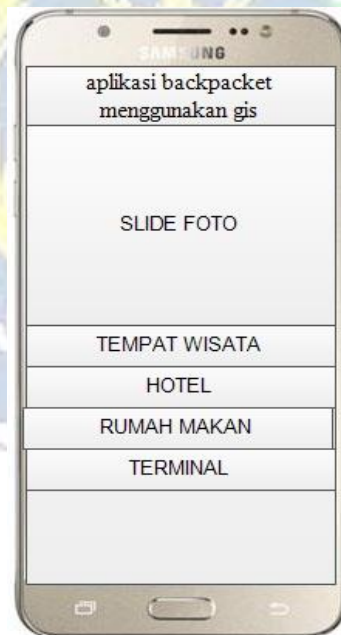 SAMSUNG
aplikasi backpacket
menggunakan gis
SLIDE FOTO
TEMPAT WISATA
HOTEL
RUMAH MAKAN
TERMINAL